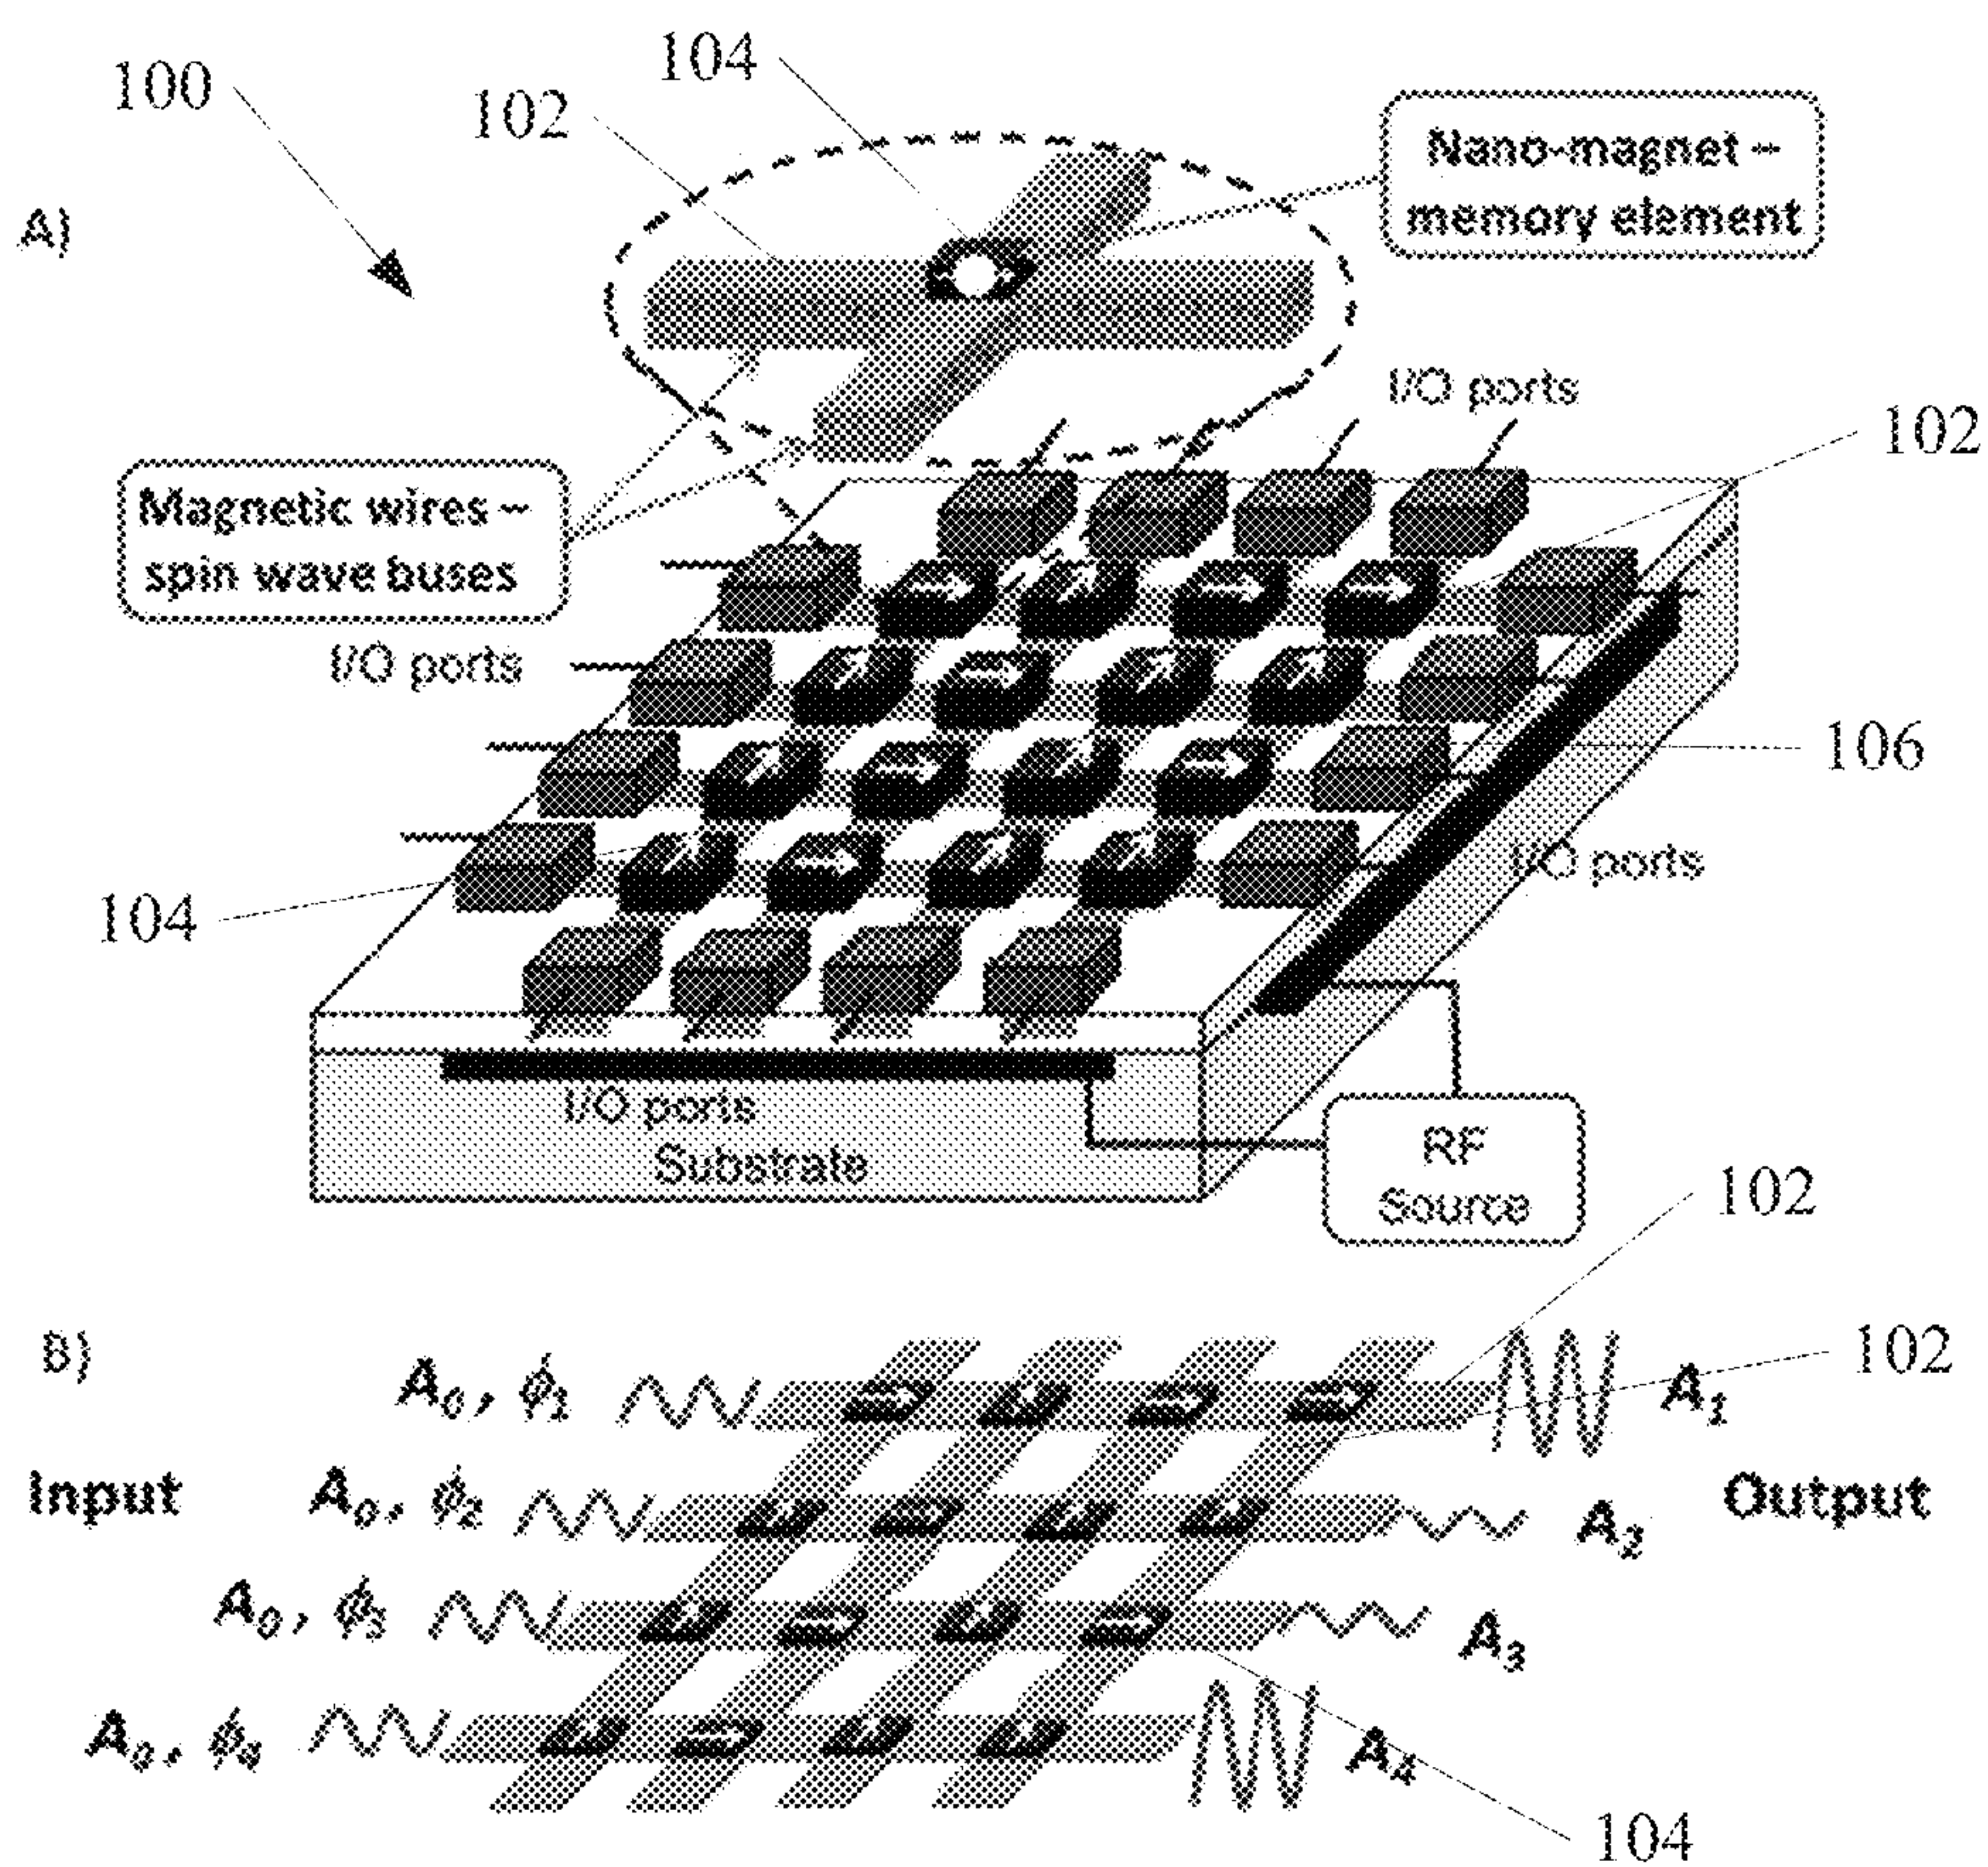 100
102
104
Nano-magnet –
memory element
A)
I/O ports
102
Magnetic wires –
spin wave buses
I/O ports
106
I/O ports
104
I/O ports
Substrate
RF
Source
102
B)
A₀, ϕ₁
A₁
102
Input
A₀, ϕ₂
A₂
Output
A₀, ϕ₃
A₃
A₀, ϕ₄
A₄
104